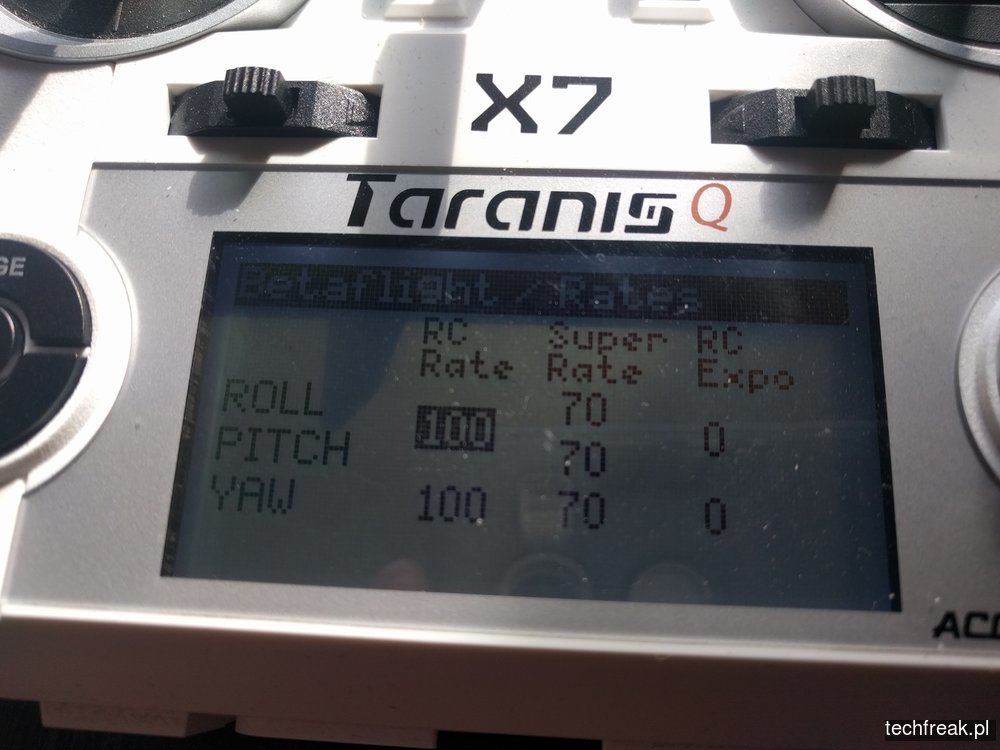 X7
Taranis Q
GE
Betaflight / Rates
RC Super RC
Rate Rate Expo
ROLL 70
100 0
PITCH 70
YAW 100 70 0
ACC
techfreak.pl